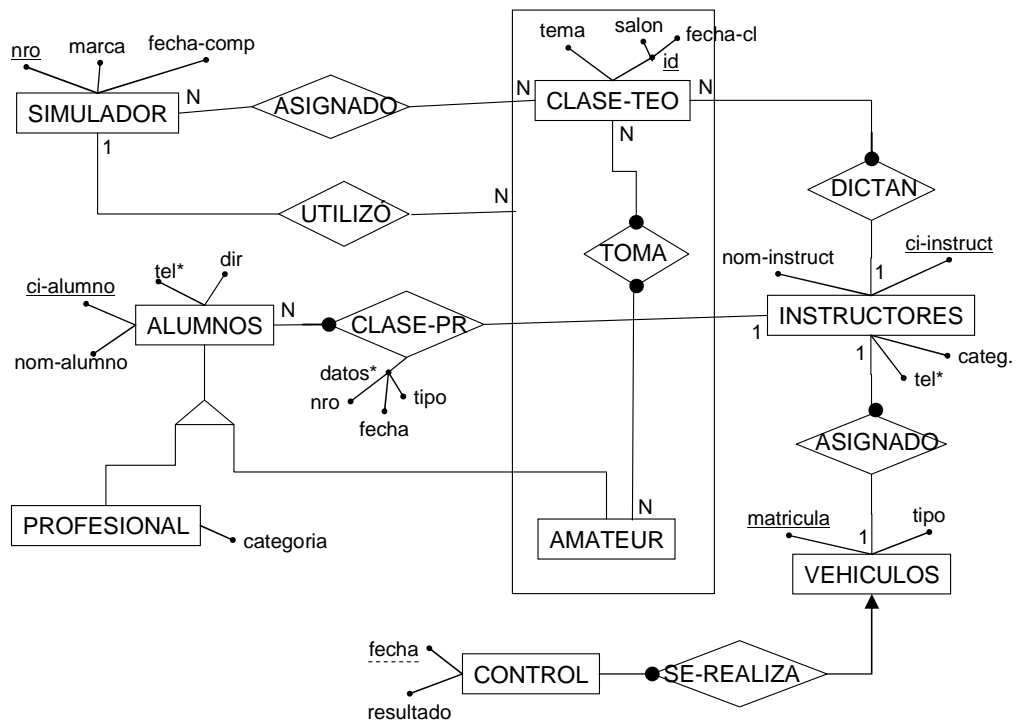 tema
salon
fecha-cl
id
nro
marca
fecha-comp
SIMULADOR
N
ASIGNADO
N
CLASE-TEO
N
1
N
UTILIZÓ
N
DICTAN
TOMA
nom-instruct
ci-instruct
1
ci-alumno
tel*
dir
ALUMNOS
N
CLASE-PR
1
INSTRUCTORES
nom-alumno
datos*
nro
tipo
fecha
1
categ.
tel*
ASIGNADO
PROFESIONAL
categoria
N
AMATEUR
matricula
tipo
1
VEHICULOS
fecha
CONTROL
SE-REALIZA
resultado